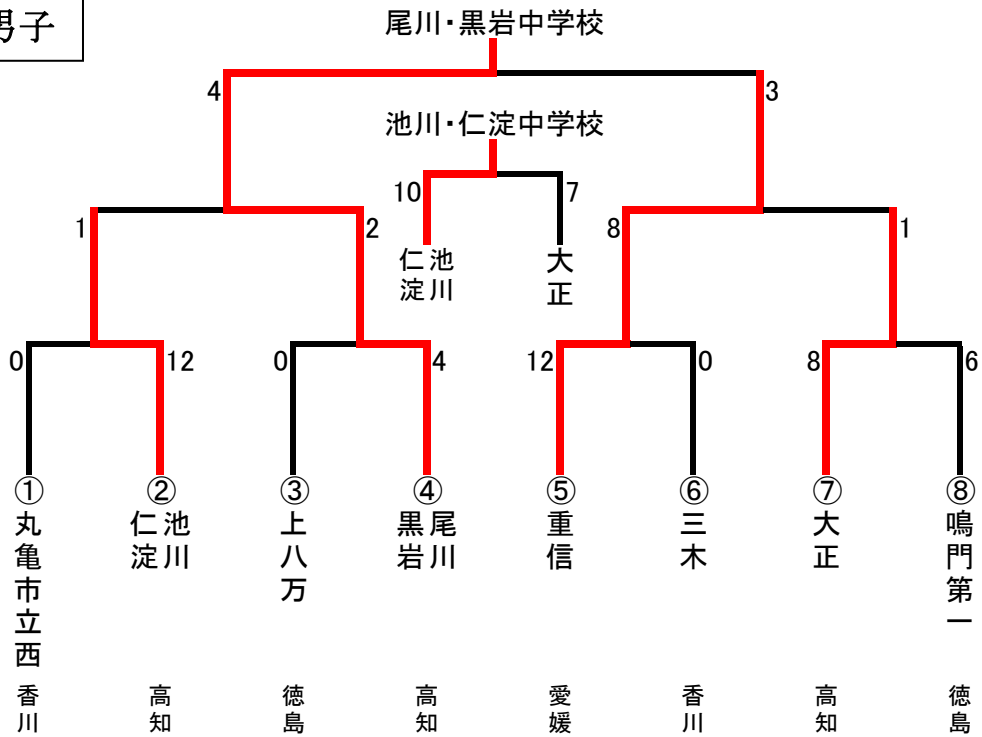 男子
尾川・黒岩中学校
4
3
池川・仁淀中学校
10
7
池川
仁淀
大正
1
2
8
1
0
12
0
4
12
0
8
6
①
②
③
④
⑤
⑥
⑦
⑧
丸亀市立西
池川
仁淀
上八万
尾川
黒岩
重信
三木
大正
鳴門第一
香川
高知
徳島
高知
愛媛
香川
高知
徳島